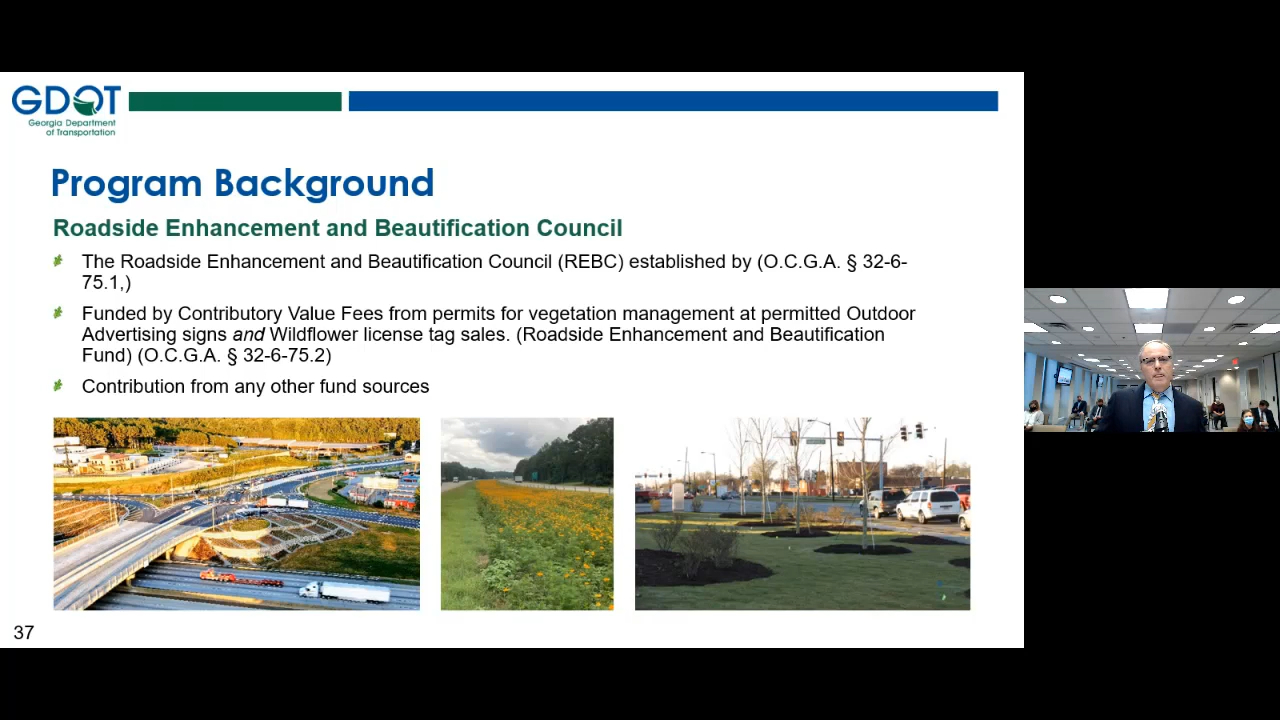 GDOT
Georgia Department
of Transportation
Program Background
Roadside Enhancement and Beautification Council
The Roadside Enhancement and Beautification Council (REBC) established by (O.C.G.A. § 32-6-
75.1,)
Funded by Contributory Value Fees from permits for vegetation management at permitted Outdoor
Advertising signs and Wildflower license tag sales. (Roadside Enhancement and Beautification
Fund) (O.C.G.A. § 32-6-75.2)
Contribution from any other fund sources
37